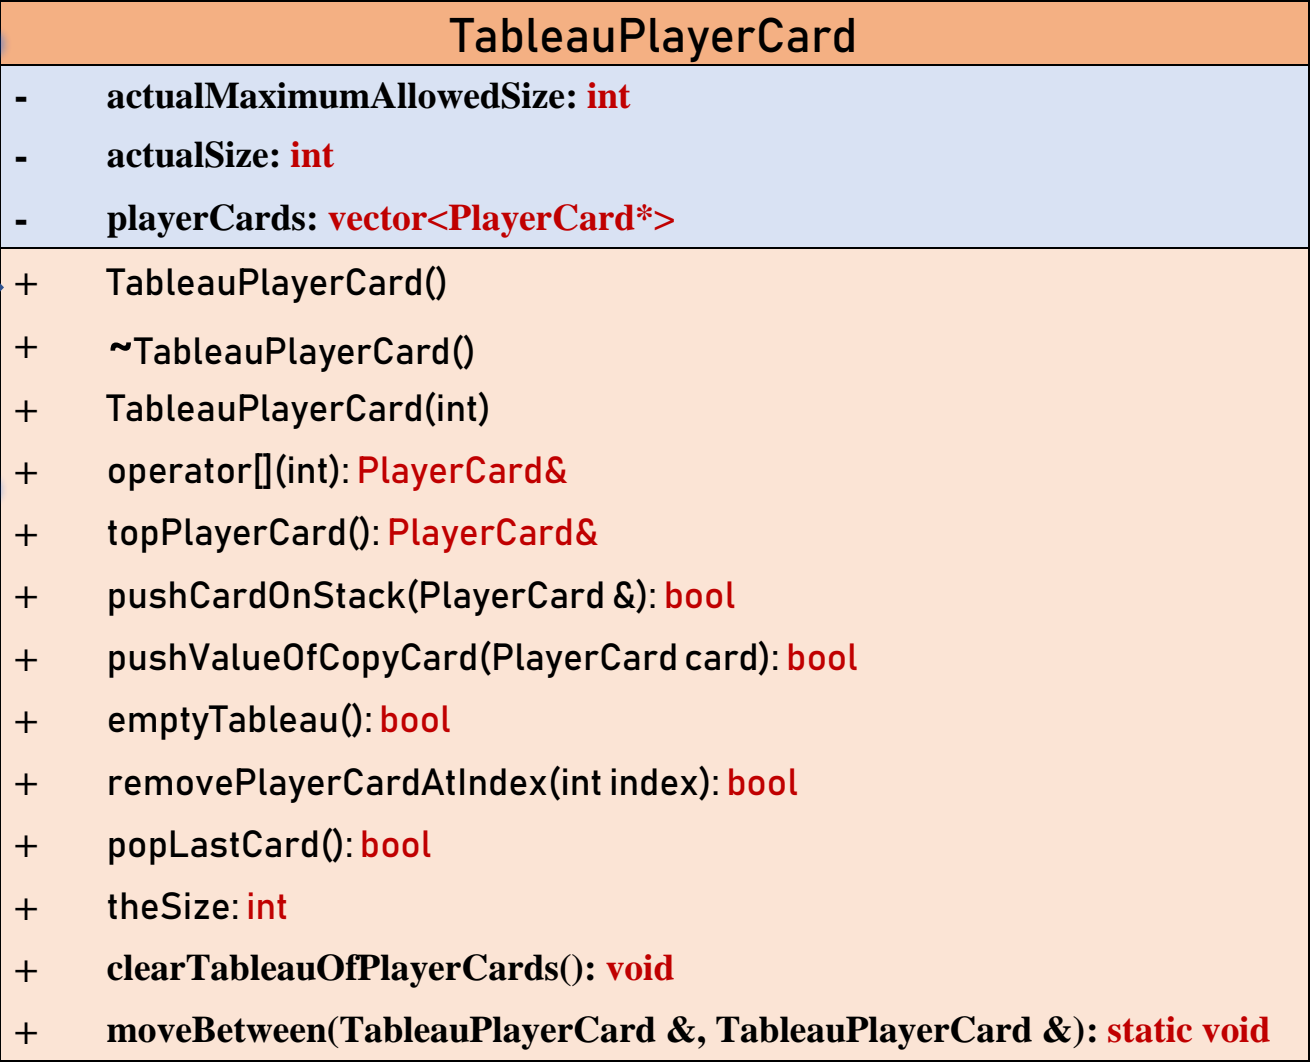 TableauPlayerCard
- actualMaximumAllowedSize: int
- actualSize: int
- playerCards: vector<PlayerCard*>
+ TableauPlayerCard()
+ ~TableauPlayerCard()
+ TableauPlayerCard(int)
+ operator[](int): PlayerCard&
+ topPlayerCard(): PlayerCard&
+ pushCardOnStack(PlayerCard &): bool
+ pushValueOfCopyCard(PlayerCard card): bool
+ emptyTableau(): bool
+ removePlayerCardAtIndex(int index): bool
+ popLastCard(): bool
+ theSize: int
+ clearTableauOfPlayerCards(): void
+ moveBetween(TableauPlayerCard &, TableauPlayerCard &): static void